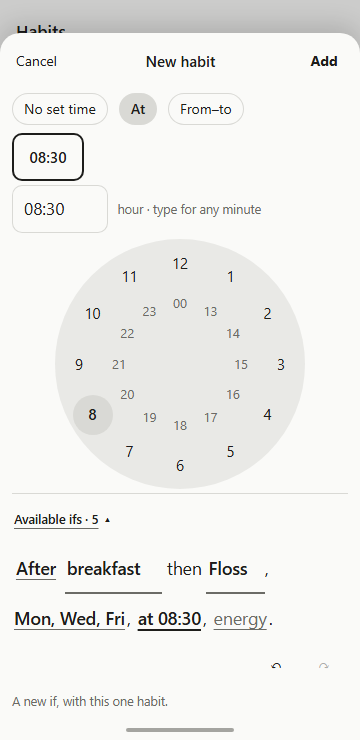 Habits
Cancel New habit Add
No set time At From–to
08:30
08:30 hour · type for any minute
12
11 1
00
23 13
10 2
22 14
9 21 15 3
20 16
8 4
19 17
18
7 5
6
Available ifs · 5 ▲
After breakfast then Floss ,
Mon, Wed, Fri, at 08:30, energy.
A new if, with this one habit.